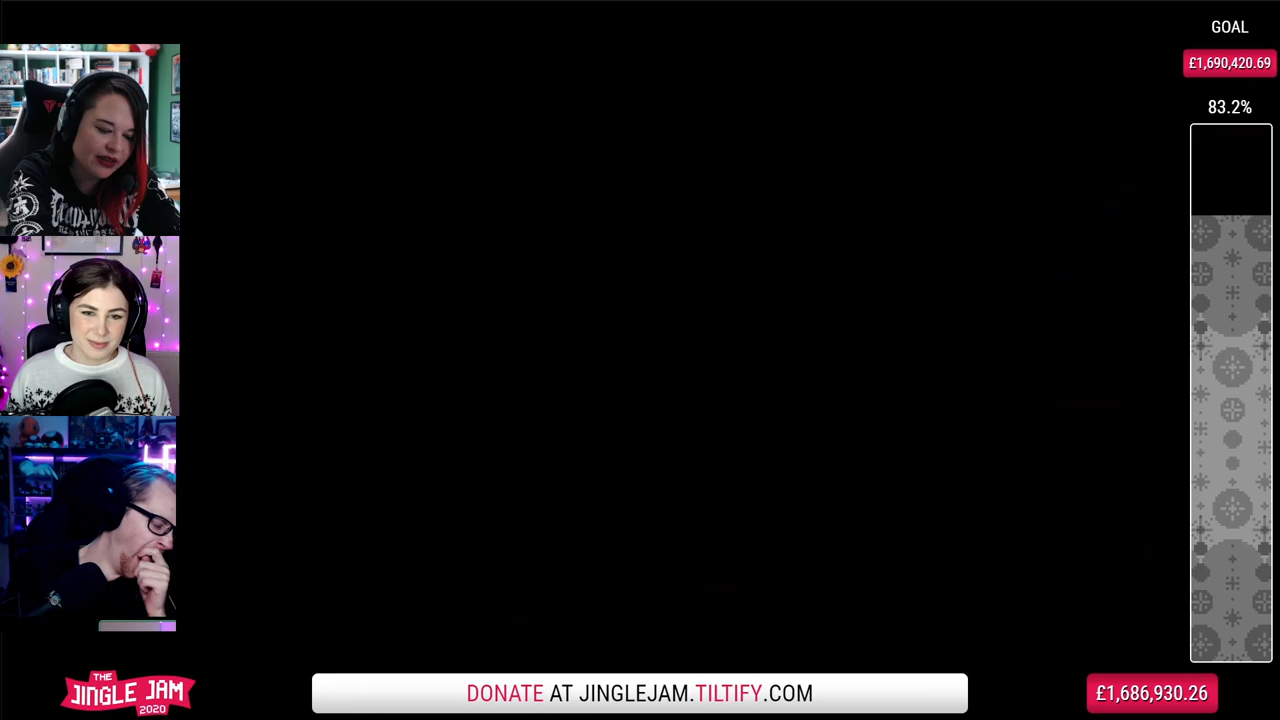 GOAL
£1,690,420.69
83.2%
THE
JINGLE JAM
2020
DONATE AT JINGLEJAM.TILTIFY.COM
£1,686,930.26